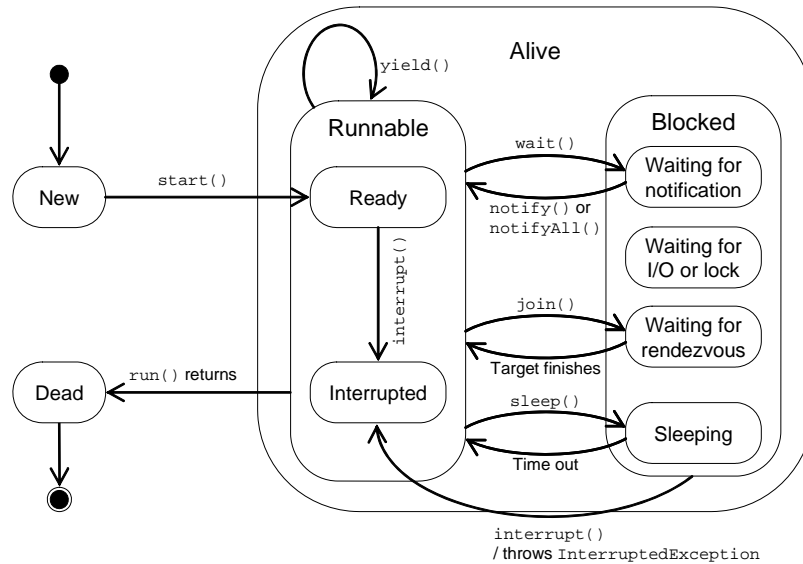 Alive
yield()
Runnable
Blocked
wait()
Waiting for
notification
New
start()
Ready
notify() or
notifyAll()
Waiting for
I/O or lock
interrupt()
join()
Waiting for
rendezvous
Target finishes
Dead
run() returns
Interrupted
sleep()
Sleeping
Time out
interrupt()
/ throws InterruptedException